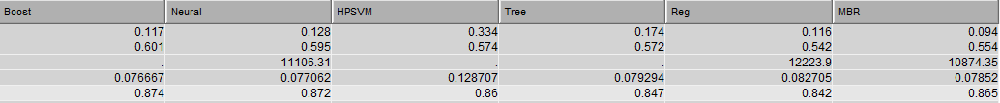 Boost Neural HPSVM Tree Reg MBR
0.117 0.128 0.334 0.174 0.116 0.094
0.601 0.595 0.574 0.572 0.542 0.554
. 11106.31 . . 12223.9 10874.35
0.076667 0.077062 0.128707 0.079294 0.082705 0.07852
0.874 0.872 0.86 0.847 0.842 0.865